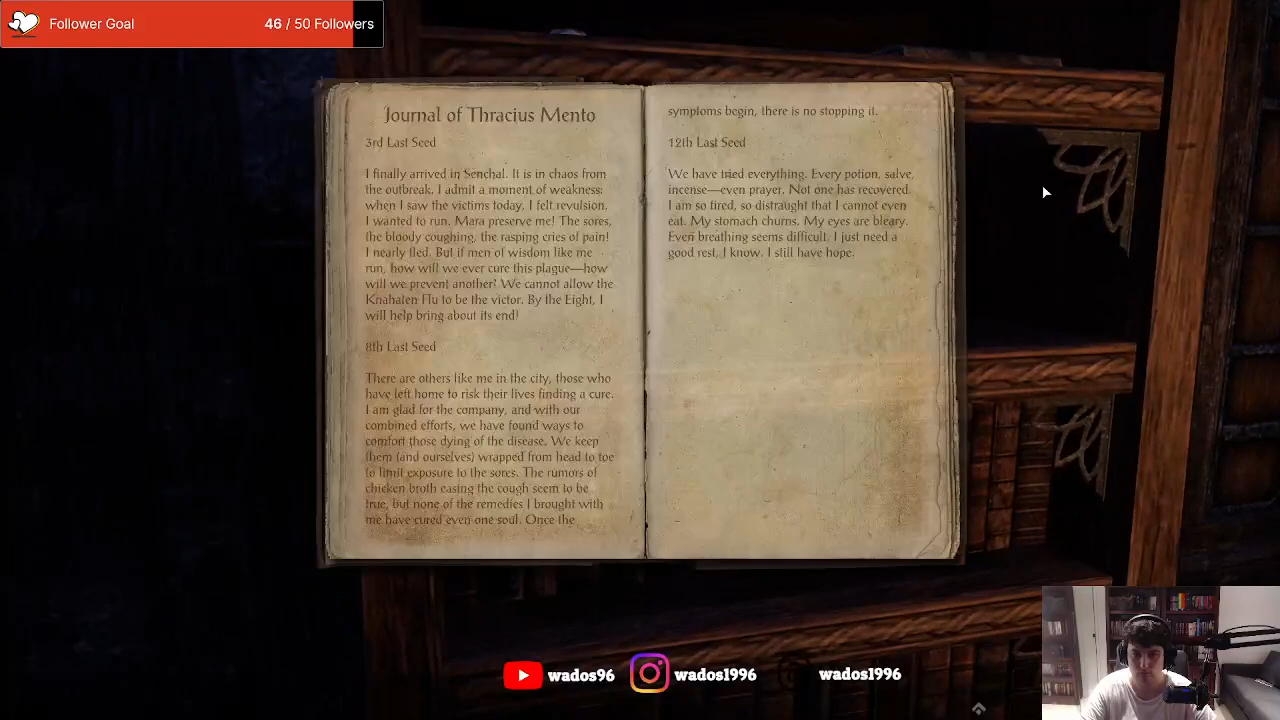 Follower Goal
46 / 50 Followers
Journal of Thracius Mento
3rd Last Seed
I finally arrived in Senchal. It is in chaos from
the outbreak. I admit a moment of weakness:
when I saw the victims today, I felt revulsion.
I wanted to run. Mara preserve me! The sores,
the bloody coughing, the rasping cries of pain!
I nearly fled. But if men of wisdom like me
run, how will we ever cure this plague—how
will we prevent another? We cannot allow the
Knahaten Flu to be the victor. By the Eight, I
will help bring about its end!
8th Last Seed
There are others like me in the city, those who
have left home to risk their lives finding a cure.
I am glad for the company, and with our
combined efforts, we have found ways to
comfort those dying of the disease. We keep
them (and ourselves) wrapped from head to toe
to limit exposure to the sores. The rumors of
chicken broth easing the cough seem to be
true, but none of the remedies I brought with
me have cured even one soul. Once the
symptoms begin, there is no stopping it.
12th Last Seed
We have tried everything. Every potion, salve,
incense—even prayer. Not one has recovered.
I am so tired, so distraught that I cannot even
eat. My stomach churns. My eyes are bleary.
Even breathing seems difficult. I just need a
good rest, I know. I still have hope.
wados96
wados1996
wados1996